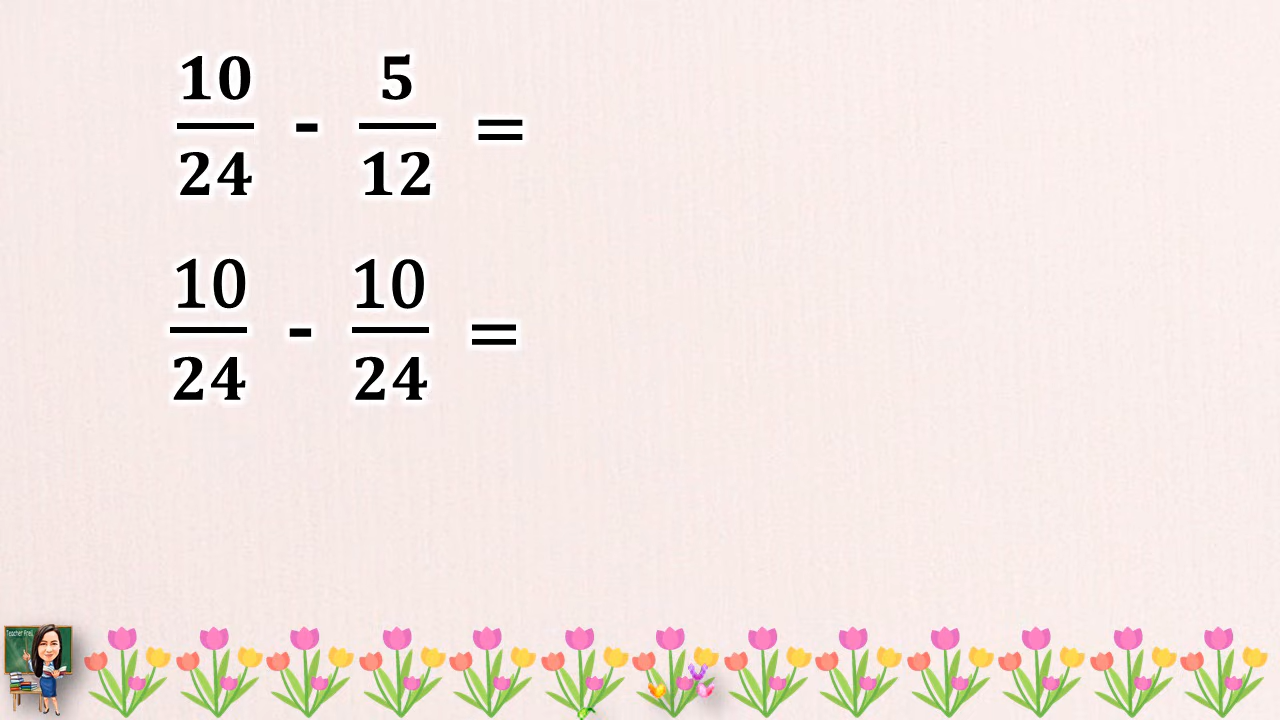 10/24 - 5/12 =
10/24 - 10/24 =